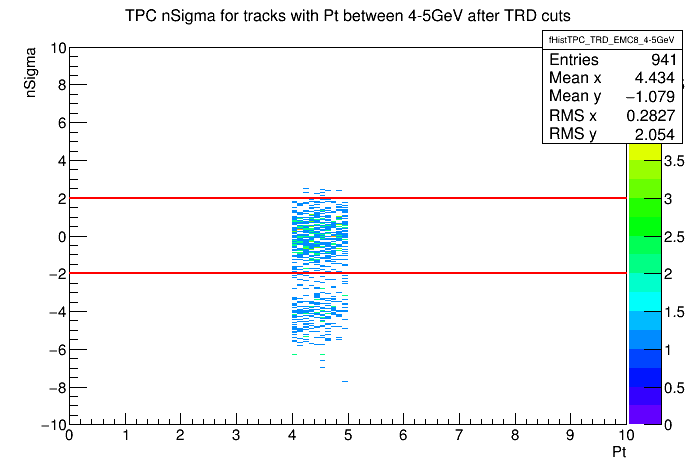 TPC nSigma for tracks with Pt between 4-5GeV after TRD cuts
fHistTPC_TRD_EMC8_4-5GeV
Entries 941
Mean x 4.434
Mean y −1.079
RMS x 0.2827
RMS y 2.054
nSigma
10
8
6
4
2
0
−2
−4
−6
−8
−10
0 1 2 3 4 5 6 7 8 9 10
Pt
3.5
3
2.5
2
1.5
1
0.5
0